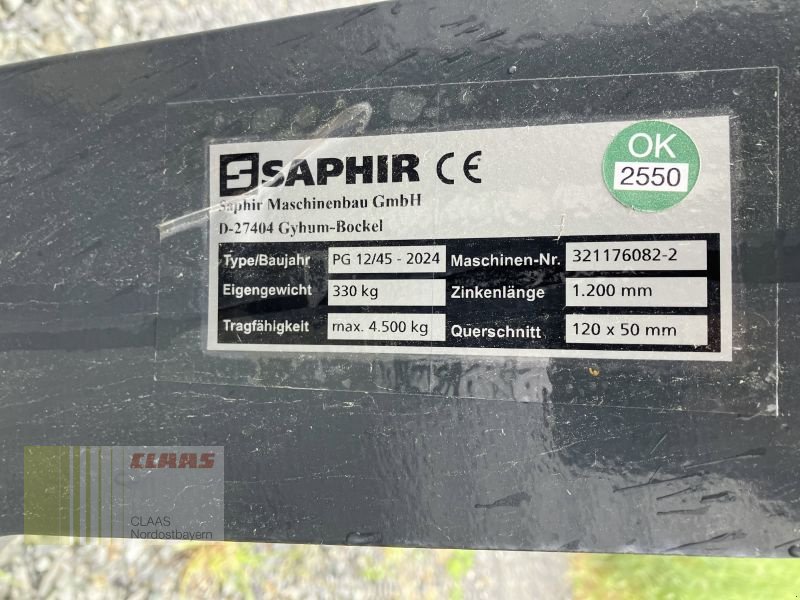 SAPHIR CE
Saphir Maschinenbau GmbH
D-27404 Gyhum-Bockel
OK
2550
Type/Baujahr PG 12/45 - 2024 Maschinen-Nr. 321176082-2
Eigengewicht 330 kg Zinkenlänge 1.200 mm
Tragfähigkeit max. 4.500 kg Querschnitt 120 x 50 mm
CLAAS
CLAAS
Nordostbayern